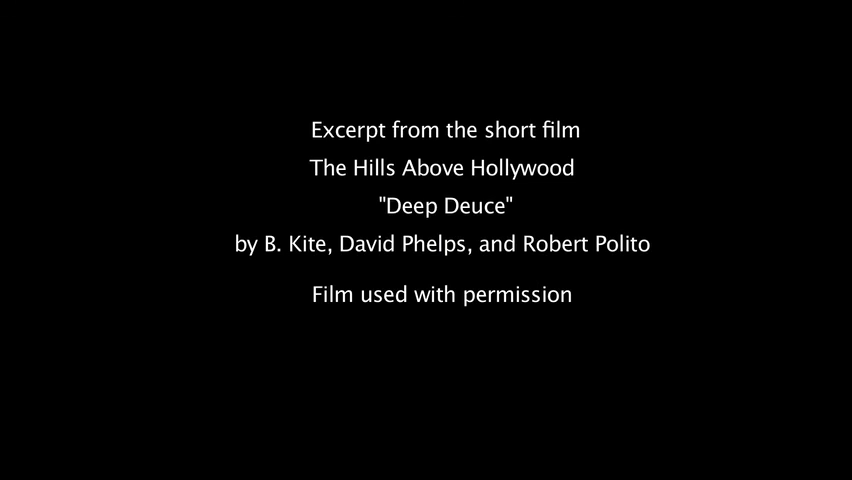 Excerpt from the short film
The Hills Above Hollywood
"Deep Deuce"
by B. Kite, David Phelps, and Robert Polito
Film used with permission